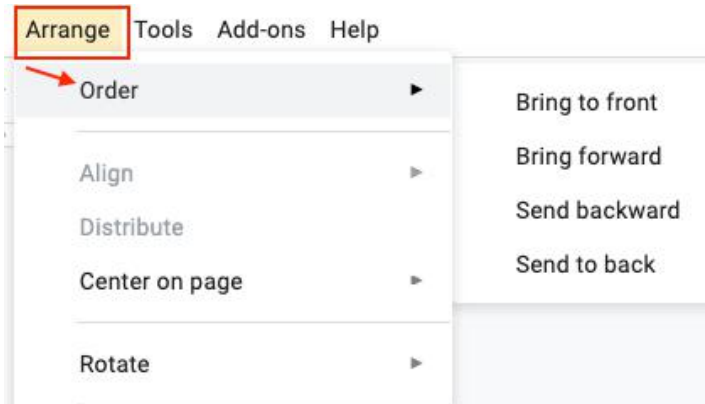 Arrange Tools Add-ons Help
Order
Bring to front
Bring forward
Send backward
Send to back
Align
Distribute
Center on page
Rotate